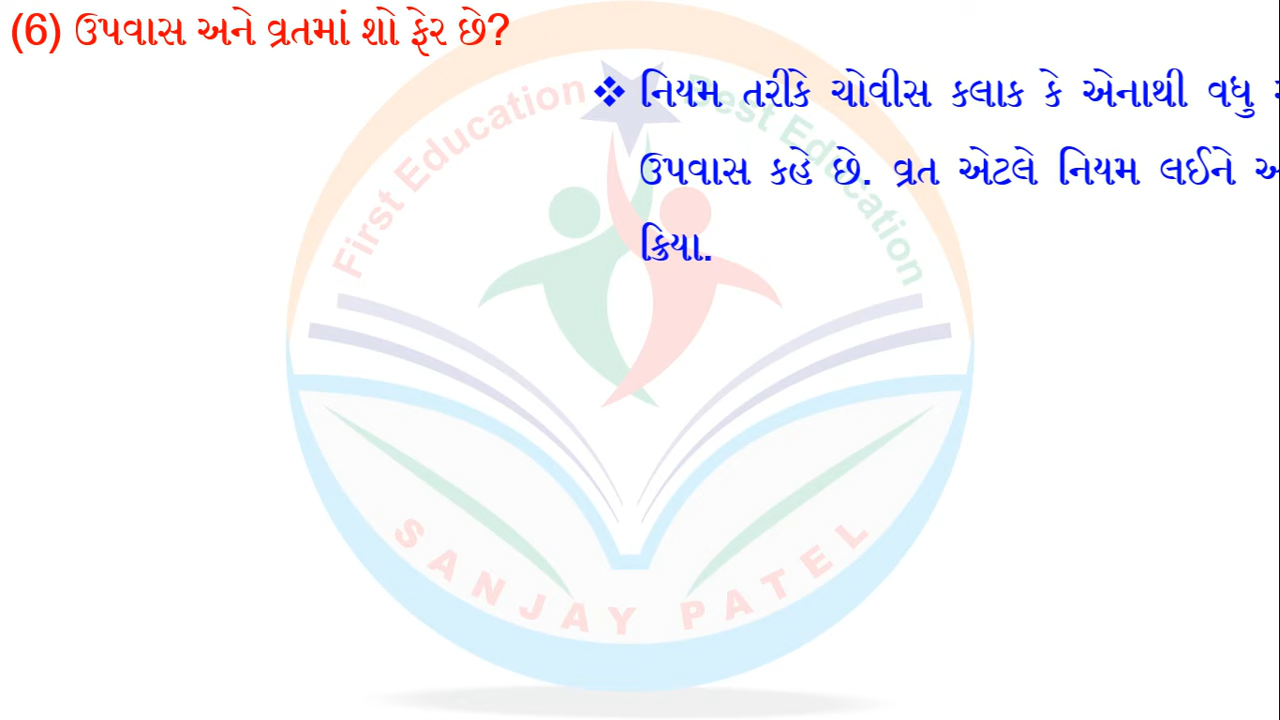 (6) ઉપવાસ અને વ્રતમાં શો ફેર છે?
❖ નિયમ તરીકે ચોવીસ કલાક કે એનાથી વધુ
ઉપવાસ કહે છે. વ્રત એટલે નિયમ લઈને
ક્રિયા.
First Education
Best Education
SANJAY PATEL